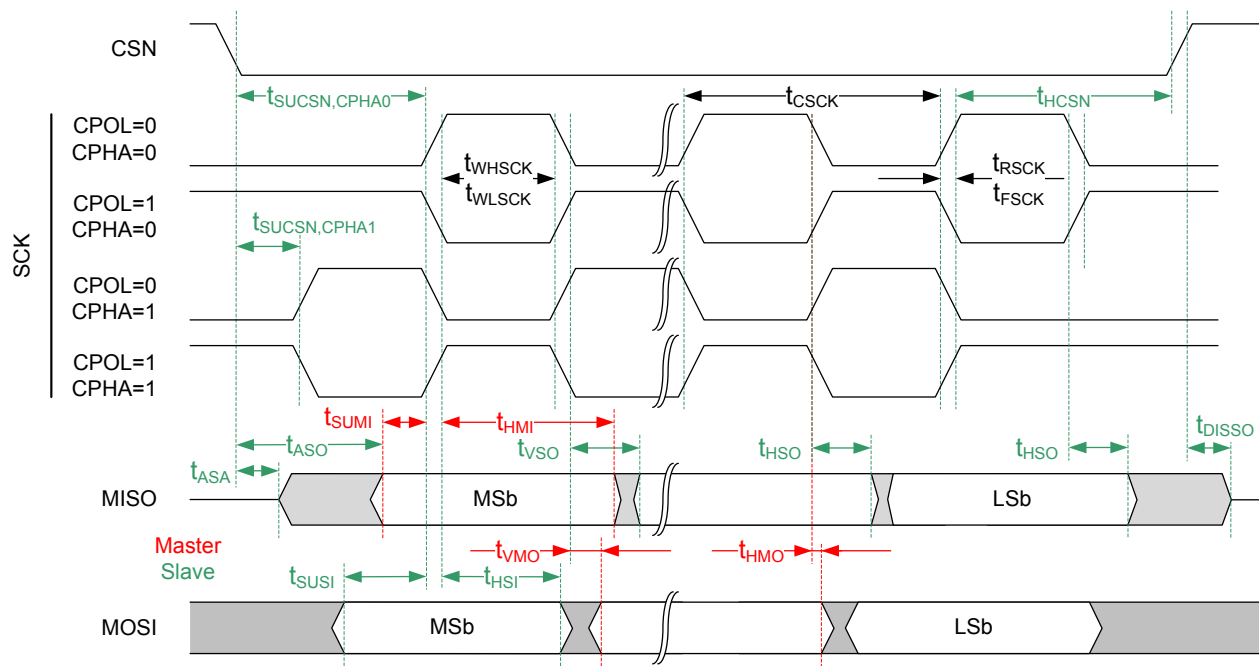 CSN
tSUCSN,CPHA0
tCSCK
tHCSN
SCK
CPOL=0
CPHA=0
tWHSCK
tWLSCK
tRSCK
tFSCK
CPOL=1
CPHA=0
tSUCSN,CPHA1
CPOL=0
CPHA=1
CPOL=1
CPHA=1
tSUMI
tHMI
tASO
tVSO
tHSO
tHSO
tDISSO
tASA
MISO
MSb
LSb
Master
Slave
tVMO
tHMO
tSUSI
tHSI
MOSI
MSb
LSb